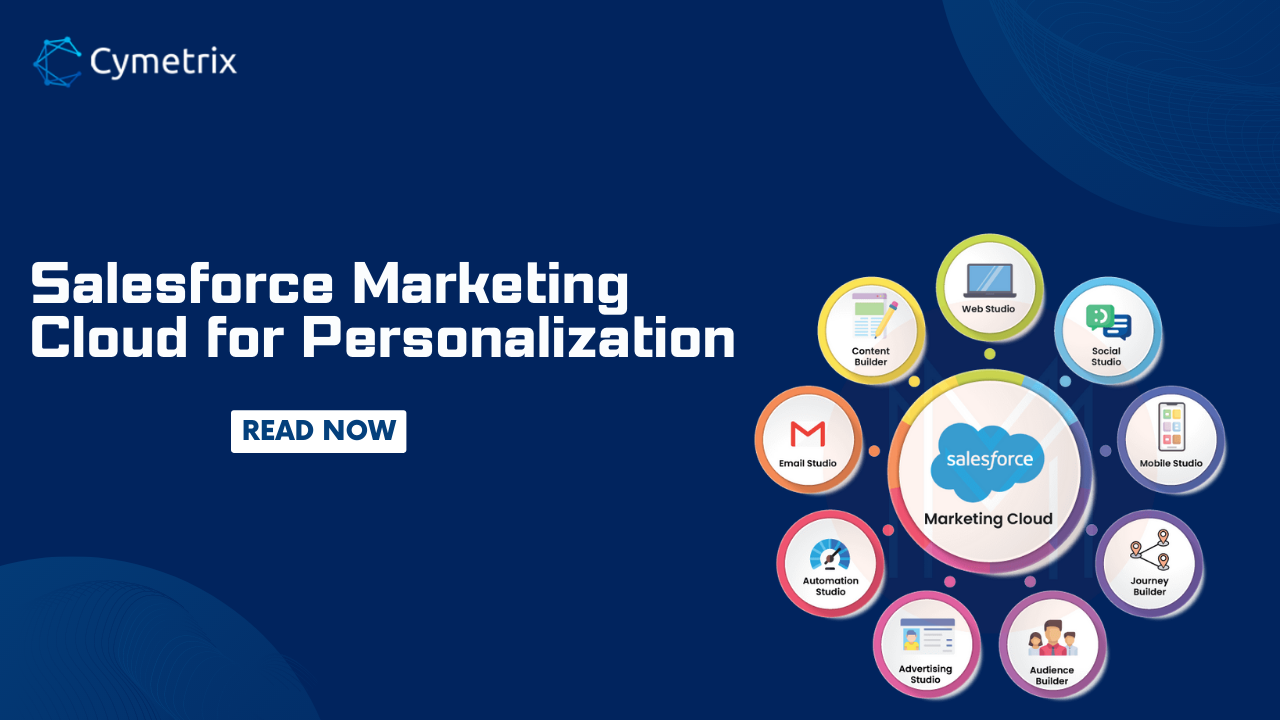 Cymetrix
Salesforce Marketing
Cloud for Personalization
READ NOW
Web Studio
Content
Builder
Social
Studio
Email Studio
Mobile Studio
salesforce
Marketing Cloud
Automation
Studio
Journey
Builder
Advertising
Studio
Audience
Builder